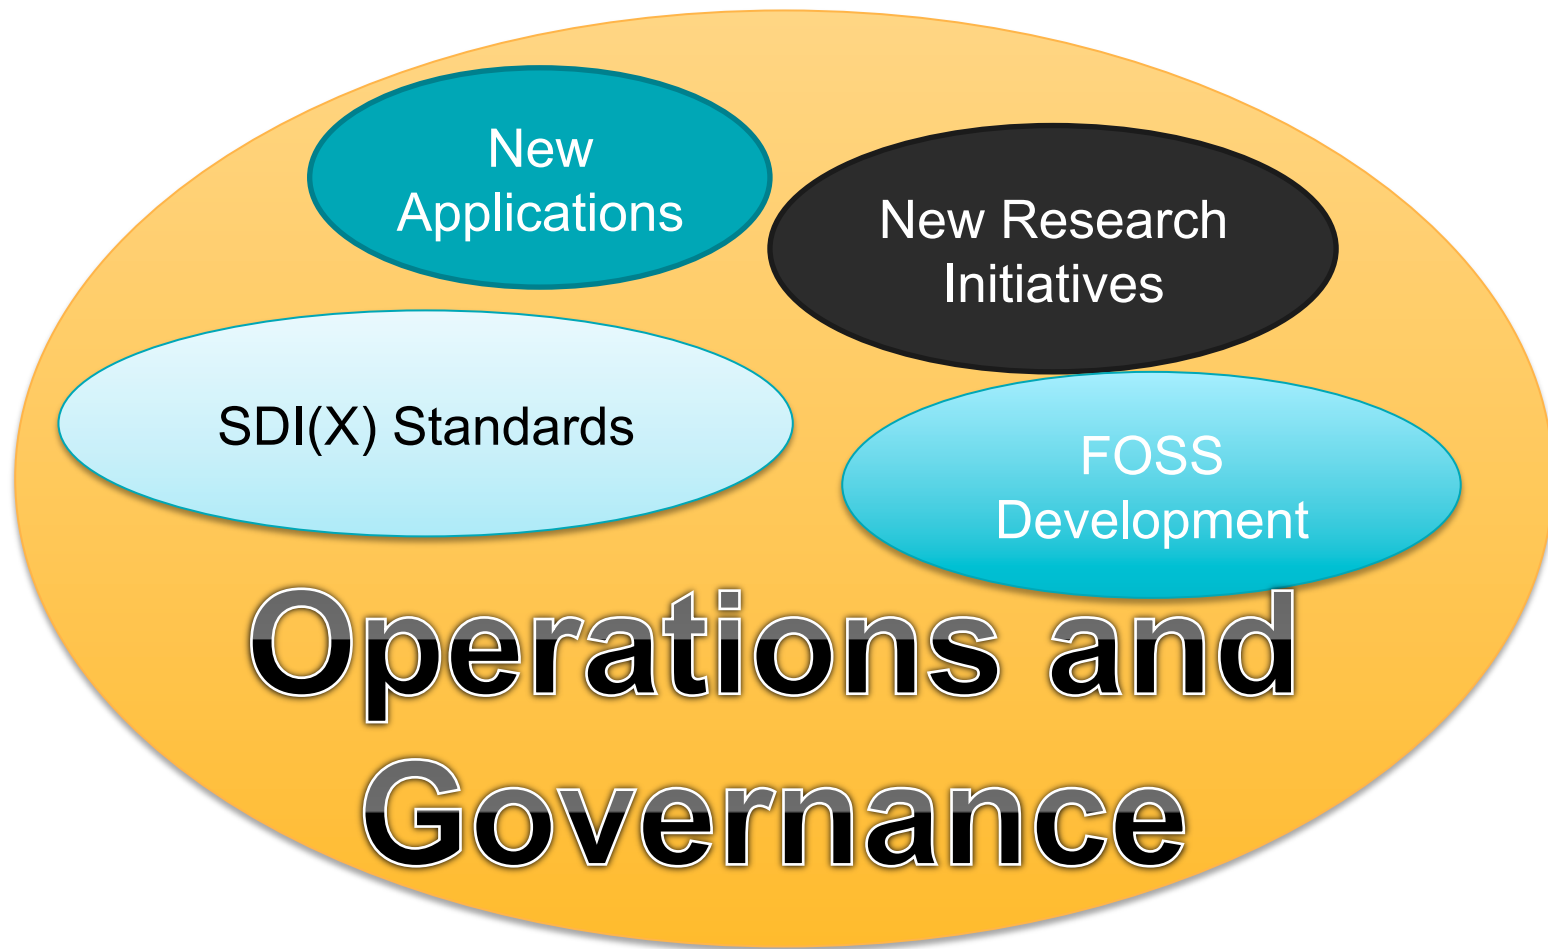 New
Applications
New Research
Initiatives
SDI(X) Standards
FOSS
Development
Operations and
Governance